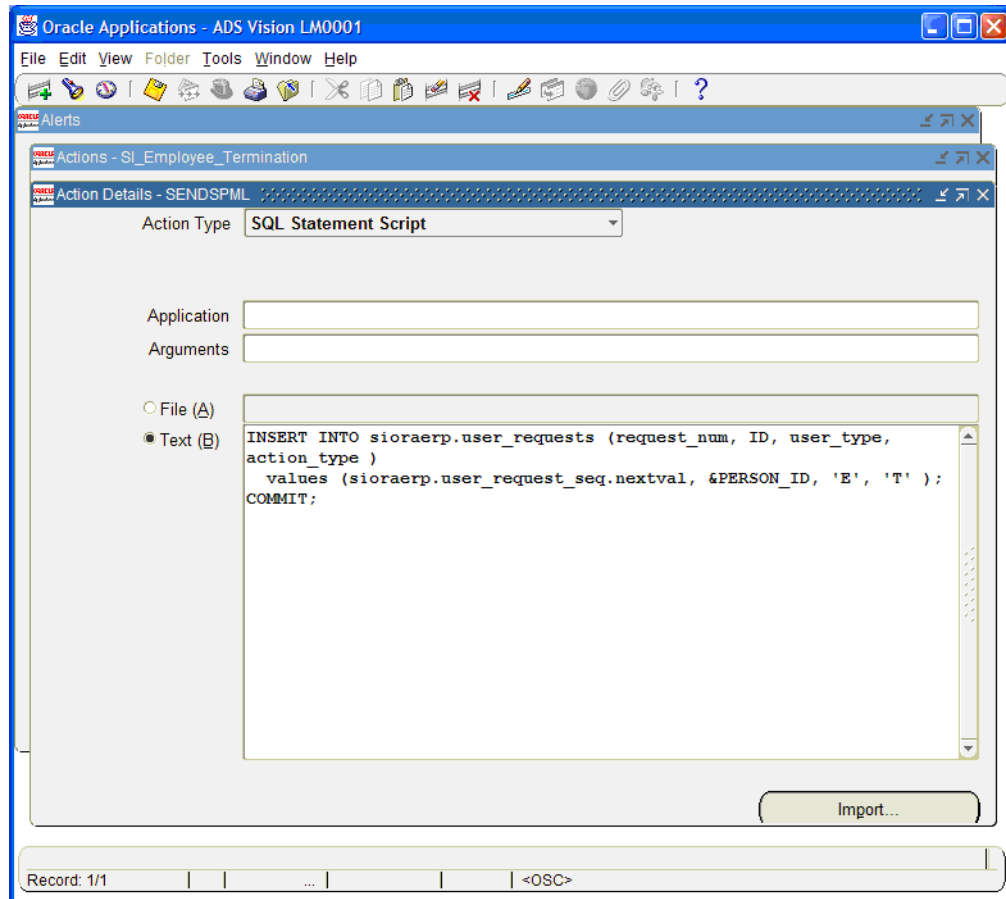 Oracle Applications - ADS Vision LM0001
File Edit View Folder Tools Window Help
Alerts
Actions - SI_Employee_Termination
Action Details - SENDSPML
Action Type SQL Statement Script
Application
Arguments
File (A)
Text (B)
INSERT INTO sioraerp.user_requests (request_num, ID, user_type,
action_type )
values (sioraerp.user_request_seq.nextval, &PERSON_ID, 'E', 'T' );
COMMIT;
Import...
Record: 1/1 ... <OSC>